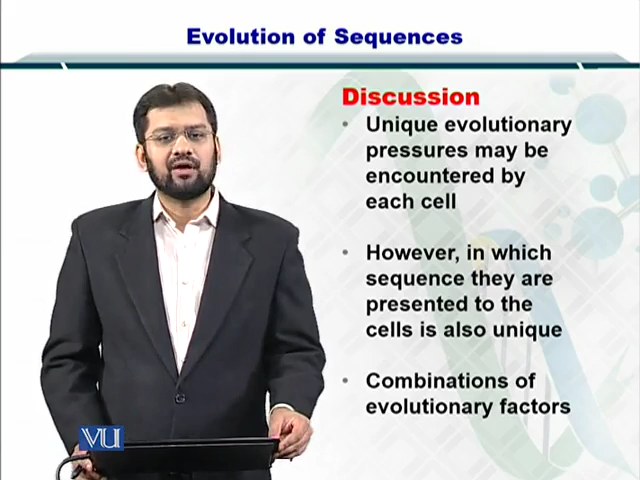 Evolution of Sequences
Discussion
• Unique evolutionary
pressures may be
encountered by
each cell
• However, in which
sequence they are
presented to the
cells is also unique
• Combinations of
evolutionary factors
VU